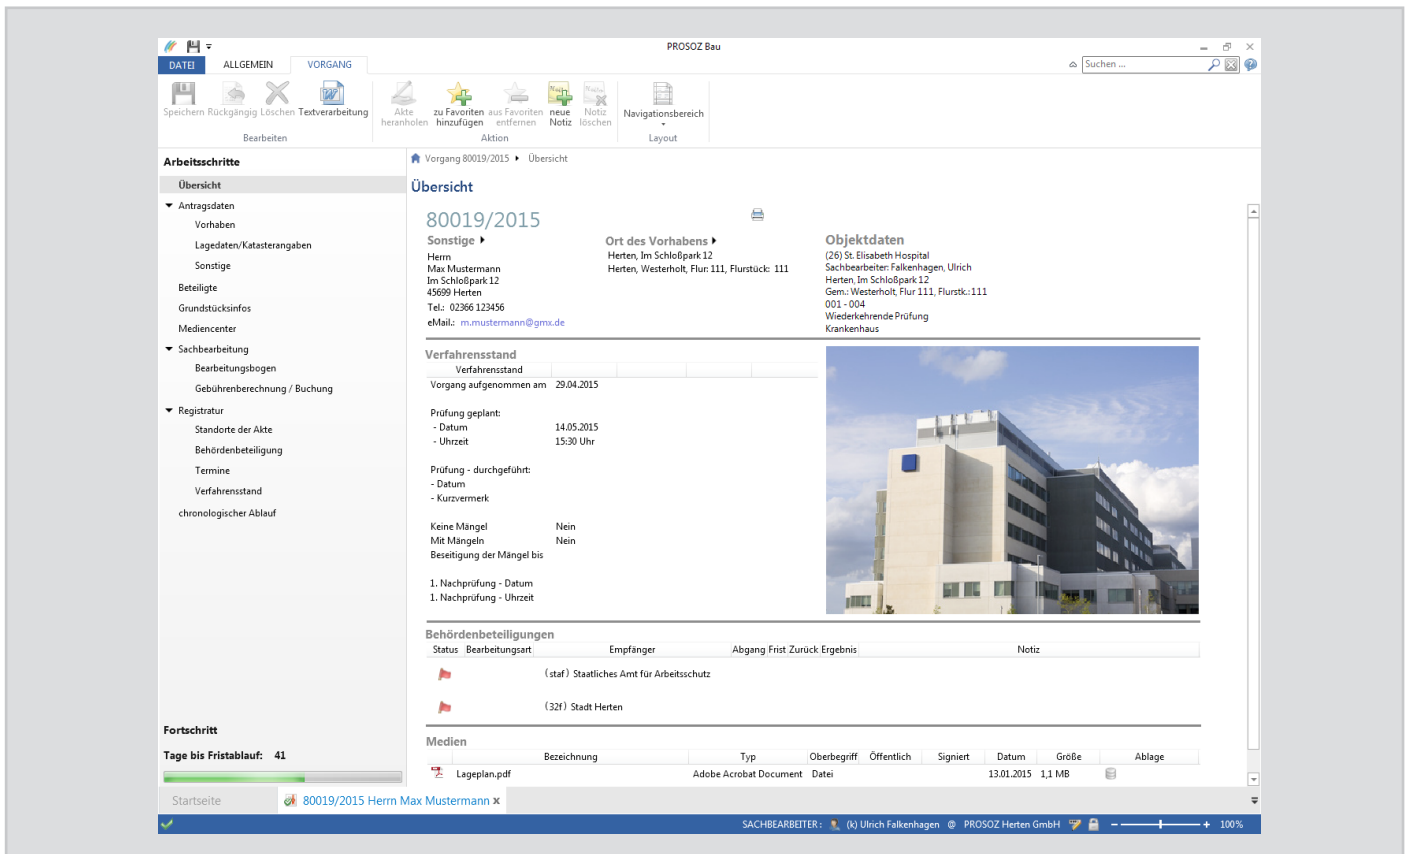 PROSOZ Bau
DATEI ALLGEMEIN VORGANG
Suchen ...
Speichern Rückgängig Löschen Textverarbeitung
Akte heranholen
zu Favoriten hinzufügen
aus Favoriten entfernen
neue Notiz
Notiz löschen
Navigationsbereich
Bearbeiten Aktion Layout
Arbeitsschritte
Übersicht
Antragsdaten
Vorhaben
Lagedaten/Katasterangaben
Sonstige
Beteiligte
Grundstücksinfos
Mediencenter
Sachbearbeitung
Bearbeitungsbogen
Gebührenberechnung / Buchung
Registratur
Standorte der Akte
Behördenbeteiligung
Termine
Verfahrensstand
chronologischer Ablauf
Fortschritt
Tage bis Fristablauf: 41
Vorgang 80019/2015 Übersicht
Übersicht
80019/2015
Sonstige
Herrn
Max Mustermann
Im Schloßpark 12
45699 Herten
Tel.: 02366 123456
eMail.: m.mustermann@gmx.de
Ort des Vorhabens
Herten, Im Schloßpark 12
Herten, Westerholt, Flur: 111, Flurstück: 111
Objektdaten
(26) St. Elisabeth Hospital
Sachbearbeiter: Falkenhagen, Ulrich
Herten, Im Schloßpark 12
Gem.: Westerholt, Flur 111, Flurstk.: 111
001 - 004
Wiederkehrende Prüfung
Krankenhaus
Verfahrensstand
Verfahrensstand
Vorgang aufgenommen am 29.04.2015
Prüfung geplant:
- Datum 14.05.2015
- Uhrzeit 15:30 Uhr
Prüfung - durchgeführt:
- Datum
- Kurzvermerk
Keine Mängel Nein
Mit Mängeln Nein
Beseitigung der Mängel bis
1. Nachprüfung - Datum
1. Nachprüfung - Uhrzeit
Behördenbeteiligungen
Status Bearbeitungsart Empfänger Abgang Frist Zurück Ergebnis Notiz
(staf) Staatliches Amt für Arbeitsschutz
(32f) Stadt Herten
Medien
Bezeichnung Typ Oberbegriff Öffentlich Signiert Datum Größe Ablage
Lageplan.pdf Adobe Acrobat Document Datei 13.01.2015 1,1 MB
Startseite 80019/2015 Herrn Max Mustermann x
SACHBEARBEITER : (k) Ulrich Falkenhagen @ PROSOZ Herten GmbH 100%